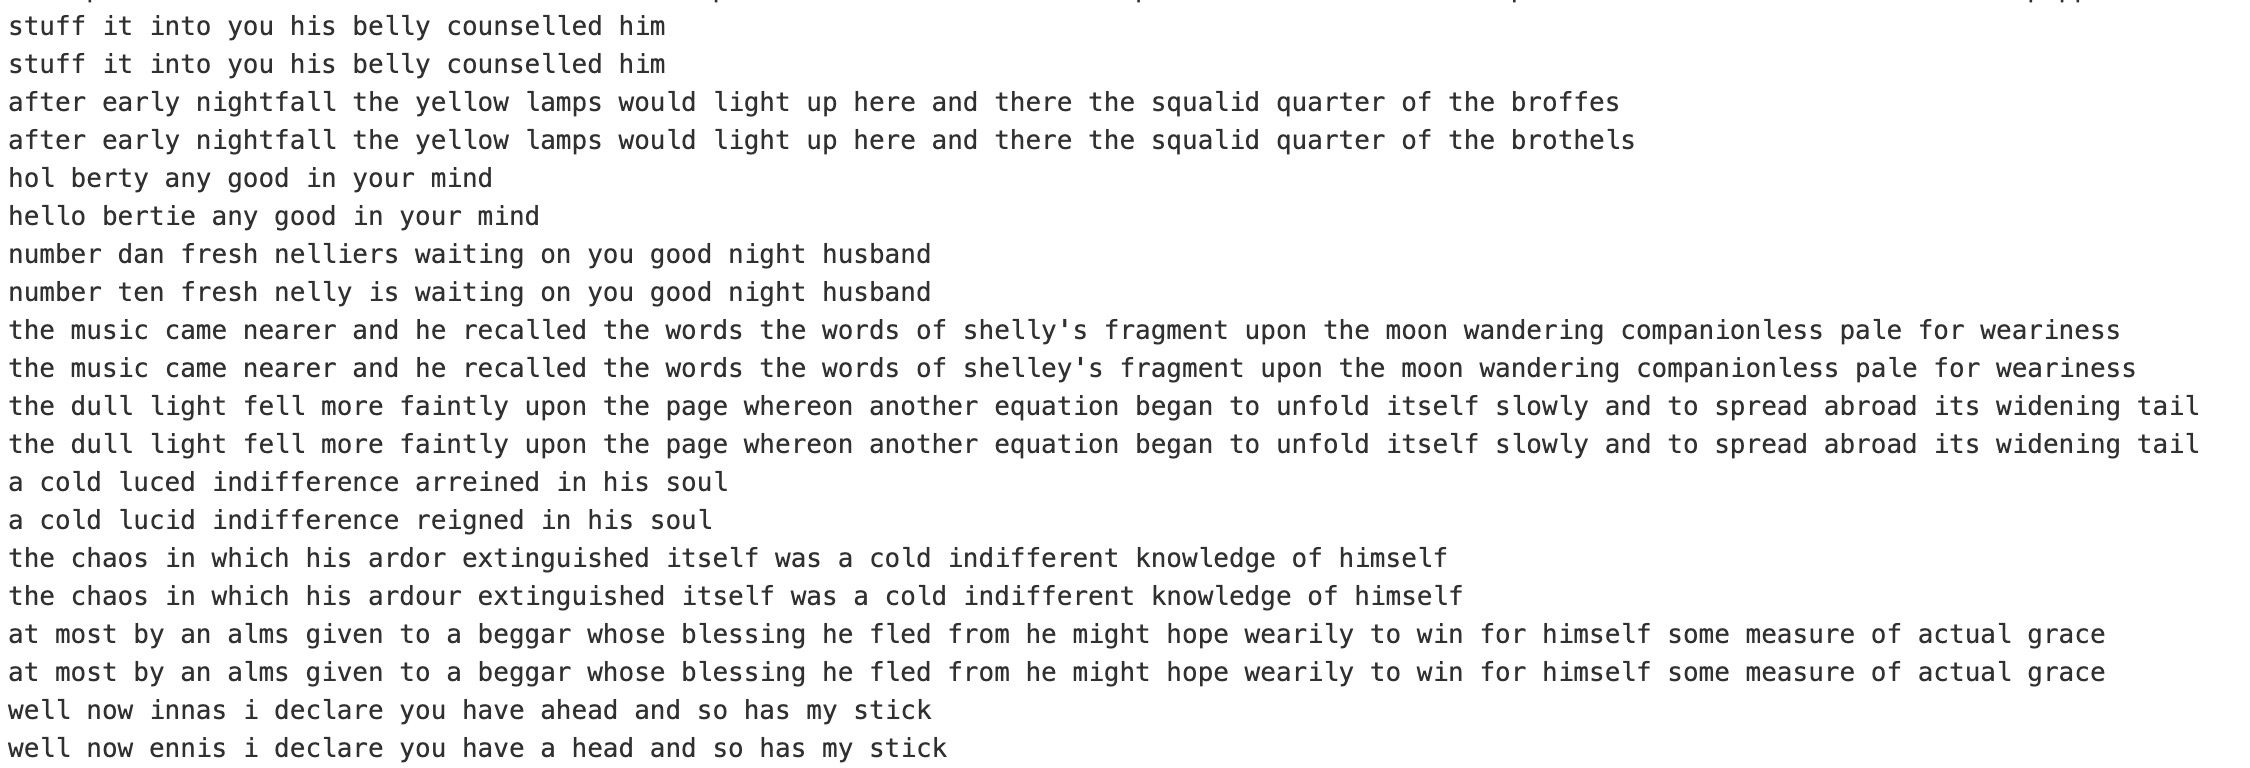 stuff it into you his belly counselled him
stuff it into you his belly counselled him
after early nightfall the yellow lamps would light up here and there the squalid quarter of the broffes
after early nightfall the yellow lamps would light up here and there the squalid quarter of the brothels
hol berty any good in your mind
hello bertie any good in your mind
number dan fresh nelliers waiting on you good night husband
number ten fresh nelly is waiting on you good night husband
the music came nearer and he recalled the words the words of shelly's fragment upon the moon wandering companionless pale for weariness
the music came nearer and he recalled the words the words of shelley's fragment upon the moon wandering companionless pale for weariness
the dull light fell more faintly upon the page whereon another equation began to unfold itself slowly and to spread abroad its widening tail
the dull light fell more faintly upon the page whereon another equation began to unfold itself slowly and to spread abroad its widening tail
a cold luced indifference arreined in his soul
a cold lucid indifference reigned in his soul
the chaos in which his ardor extinguished itself was a cold indifferent knowledge of himself
the chaos in which his ardour extinguished itself was a cold indifferent knowledge of himself
at most by an alms given to a beggar whose blessing he fled from he might hope wearily to win for himself some measure of actual grace
at most by an alms given to a beggar whose blessing he fled from he might hope wearily to win for himself some measure of actual grace
well now innas i declare you have ahead and so has my stick
well now ennis i declare you have a head and so has my stick